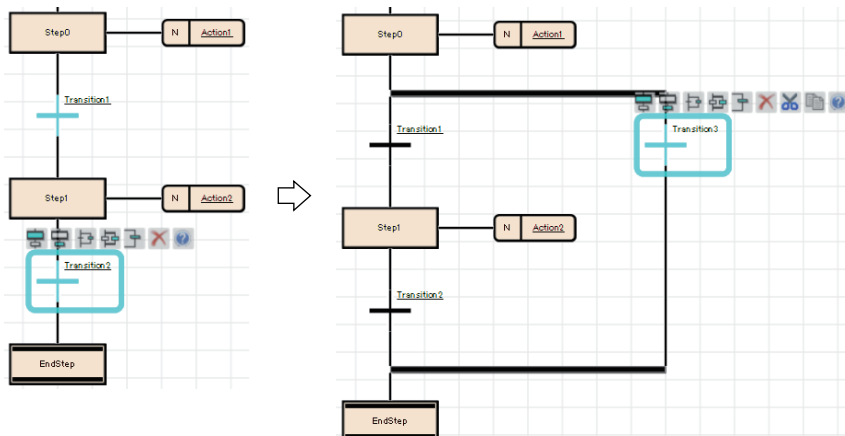 Step0 N Action1
Transition1
Step1 N Action2
Transition2
EndStep
Step0 N Action1
Transition1 Transition3
Step1 N Action2
Transition2
EndStep